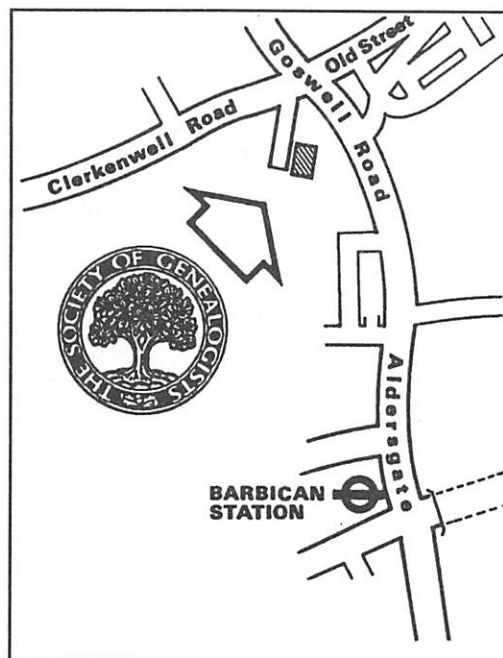 Old Street
Goswell Road
Clerkenwell Road
THE SOCIETY OF GENEALOGISTS
Aldersgate
BARBICAN
STATION